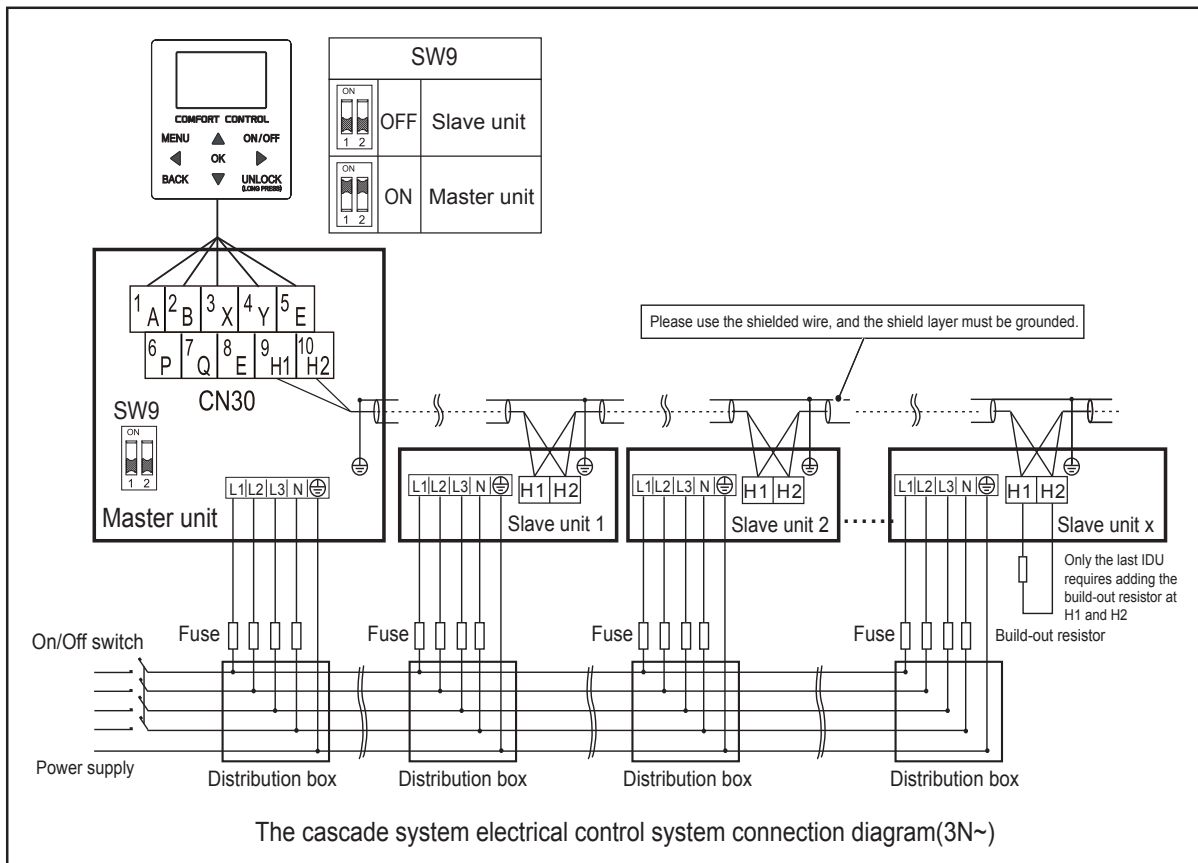 SW9
ON
1 2
OFF
Slave unit
ON
1 2
ON
Master unit
COMFORT CONTROL
MENU
ON/OFF
OK
BACK
UNLOCK
(LONG PRESS)
1 A
2 B
3 X
4 Y
5 E
6 P
7 Q
8 E
9 H1
10 H2
CN30
SW9
ON
1 2
Master unit
L1 L2 L3 N
Please use the shielded wire, and the shield layer must be grounded.
L1 L2 L3 N
H1 H2
Slave unit 1
L1 L2 L3 N
H1 H2
Slave unit 2
L1 L2 L3 N
H1 H2
Slave unit x
Only the last IDU
requires adding the
build-out resistor at
H1 and H2
Build-out resistor
On/Off switch
Fuse
Fuse
Fuse
Fuse
Power supply
Distribution box
Distribution box
Distribution box
Distribution box
The cascade system electrical control system connection diagram(3N~)